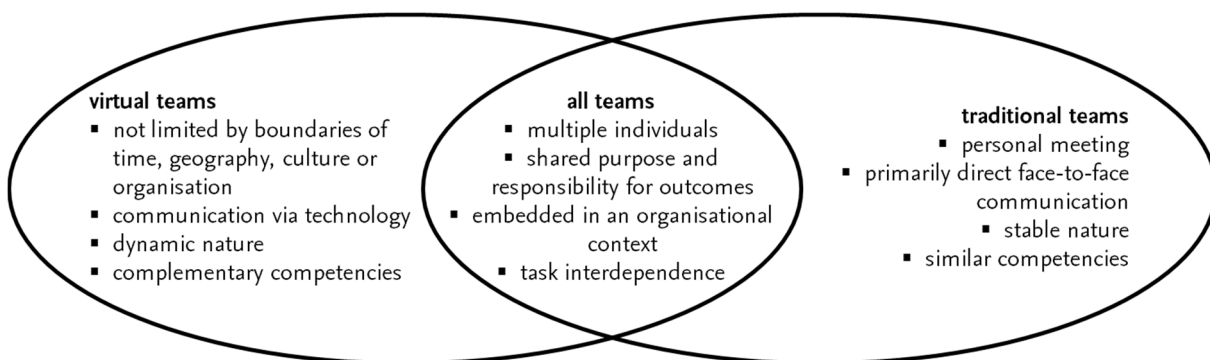 virtual teams
▪ not limited by boundaries of
time, geography, culture or
organisation
▪ communication via technology
▪ dynamic nature
▪ complementary competencies
all teams
▪ multiple individuals
▪ shared purpose and
responsibility for outcomes
▪ embedded in an organisational
context
▪ task interdependence
traditional teams
▪ personal meeting
▪ primarily direct face-to-face
communication
▪ stable nature
▪ similar competencies